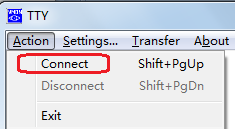 TTY
Action Settings... Transfer About
Connect Shift+PgUp
Disconnect Shift+PgDn
Exit